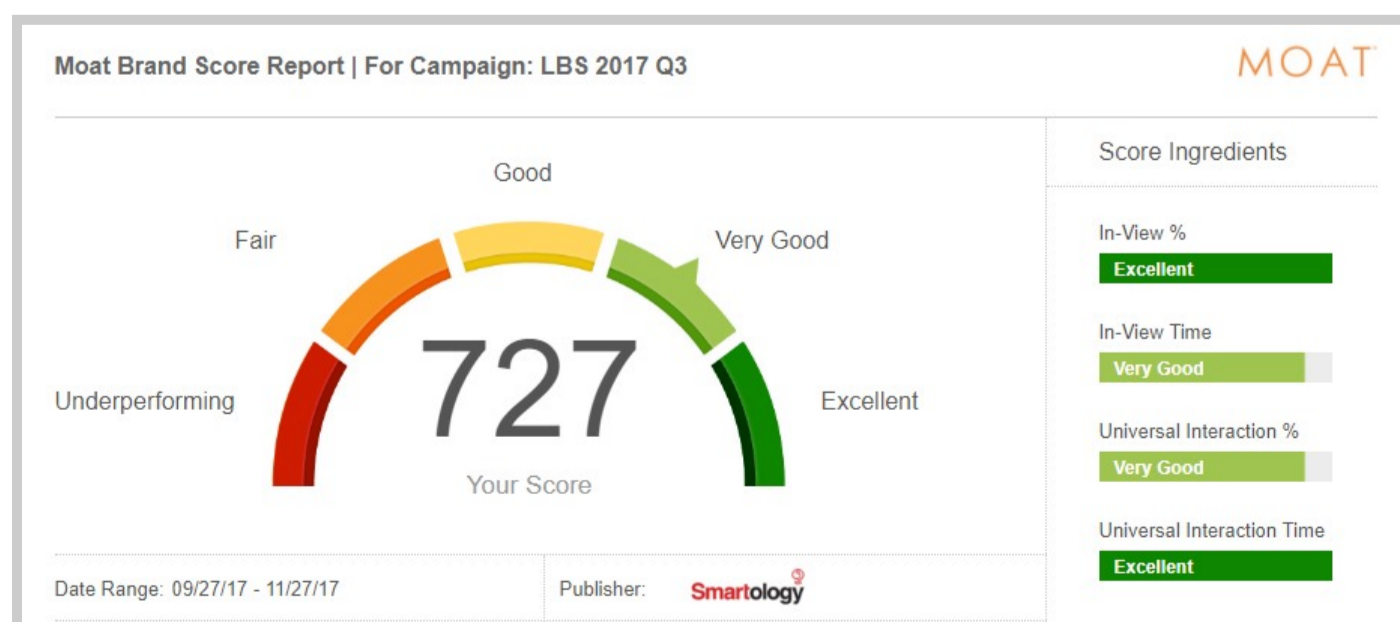 Moat Brand Score Report | For Campaign: LBS 2017 Q3
MOAT
Good
Fair
Very Good
Underperforming
727
Excellent
Your Score
Date Range: 09/27/17 - 11/27/17
Publisher: Smartology
Score Ingredients
In-View %
Excellent
In-View Time
Very Good
Universal Interaction %
Very Good
Universal Interaction Time
Excellent